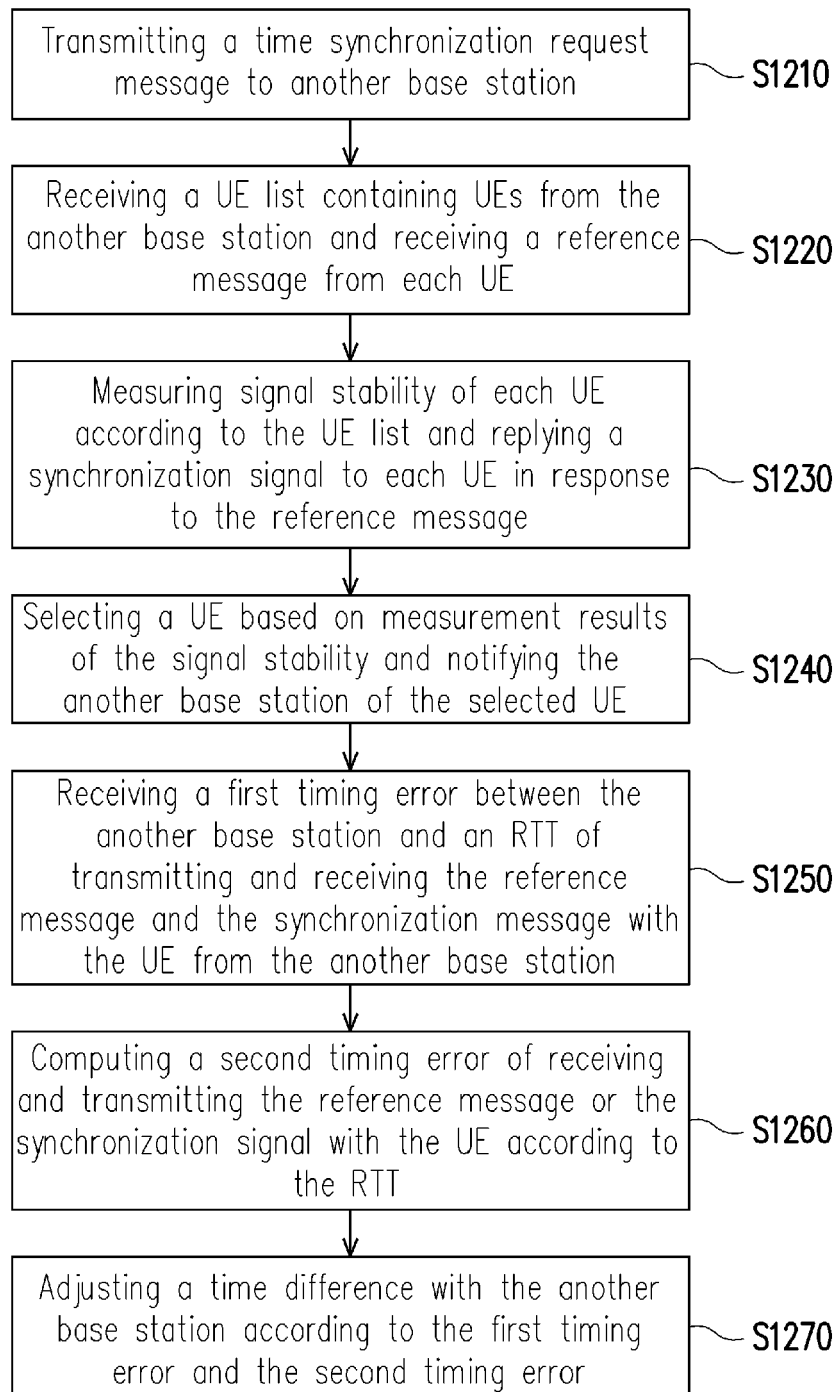 Transmitting a time synchronization request
message to another base station
S1210
Receiving a UE list containing UEs from the
another base station and receiving a reference
message from each UE
S1220
Measuring signal stability of each UE
according to the UE list and replying a
synchronization signal to each UE in response
to the reference message
S1230
Selecting a UE based on measurement results
of the signal stability and notifying the
another base station of the selected UE
S1240
Receiving a first timing error between the
another base station and an RTT of
transmitting and receiving the reference
message and the synchronization message with
the UE from the another base station
S1250
Computing a second timing error of receiving
and transmitting the reference message or the
synchronization signal with the UE according to
the RTT
S1260
Adjusting a time difference with the another
base station according to the first timing
error and the second timing error
S1270